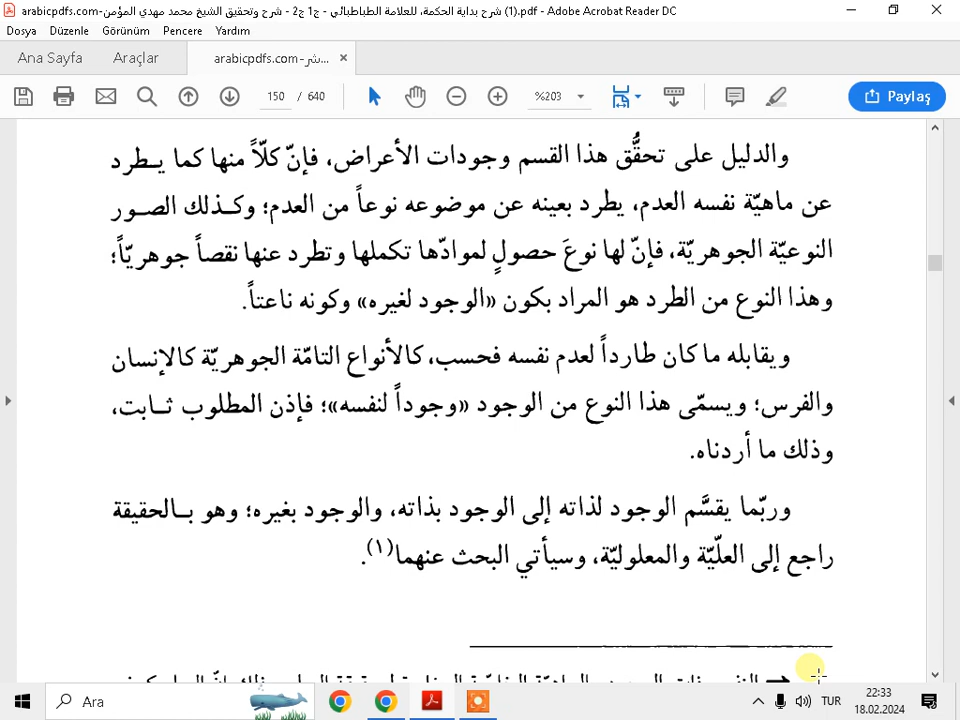 arabicpdfs.com-شرح بداية الحكمة، للعلامة الطباطبائي - ج1 ج2 - شرح وتحقيق الشيخ محمد مهدي المؤمن (1).pdf - Adobe Acrobat Reader DC
Dosya Düzenle Görünüm Pencere Yardım
Ana Sayfa Araçlar arabicpdfs.com-شر...
150 / 640 %203 Paylaş
والدليل على تحقُّق هذا القسم وجودات الأعراض، فإنّ كلّاً منها كما يـطرد
عن ماهيّة نفسه العدم، يطرد بعينه عن موضوعه نوعاً من العدم؛ وكـذلك الصـور
النوعيّة الجوهريّة، فإنّ لها نوعَ حصولٍ لموادّها تكملها وتطرد عنها نقصاً جوهريّاً؛
وهذا النوع من الطرد هو المراد بكون «الوجود لغيره» وكونه ناعتاً.
ويقابله ما كان طارداً لعدم نفسه فحسب، كالأنواع التامّة الجوهريّة كالإنسان
والفرس؛ ويسمّى هذا النوع من الوجود «وجوداً لنفسه»؛ فإذن المطلوب ثـابت،
وذلك ما أردناه.
وربّما يقسَّم الوجود لذاته إلى الوجود بذاته، والوجود بغيره؛ وهو بـالحقيقة
راجع إلى العلّيّة والمعلوليّة، وسيأتي البحث عنهما(١).
Ara
TUR
22:33
18.02.2024